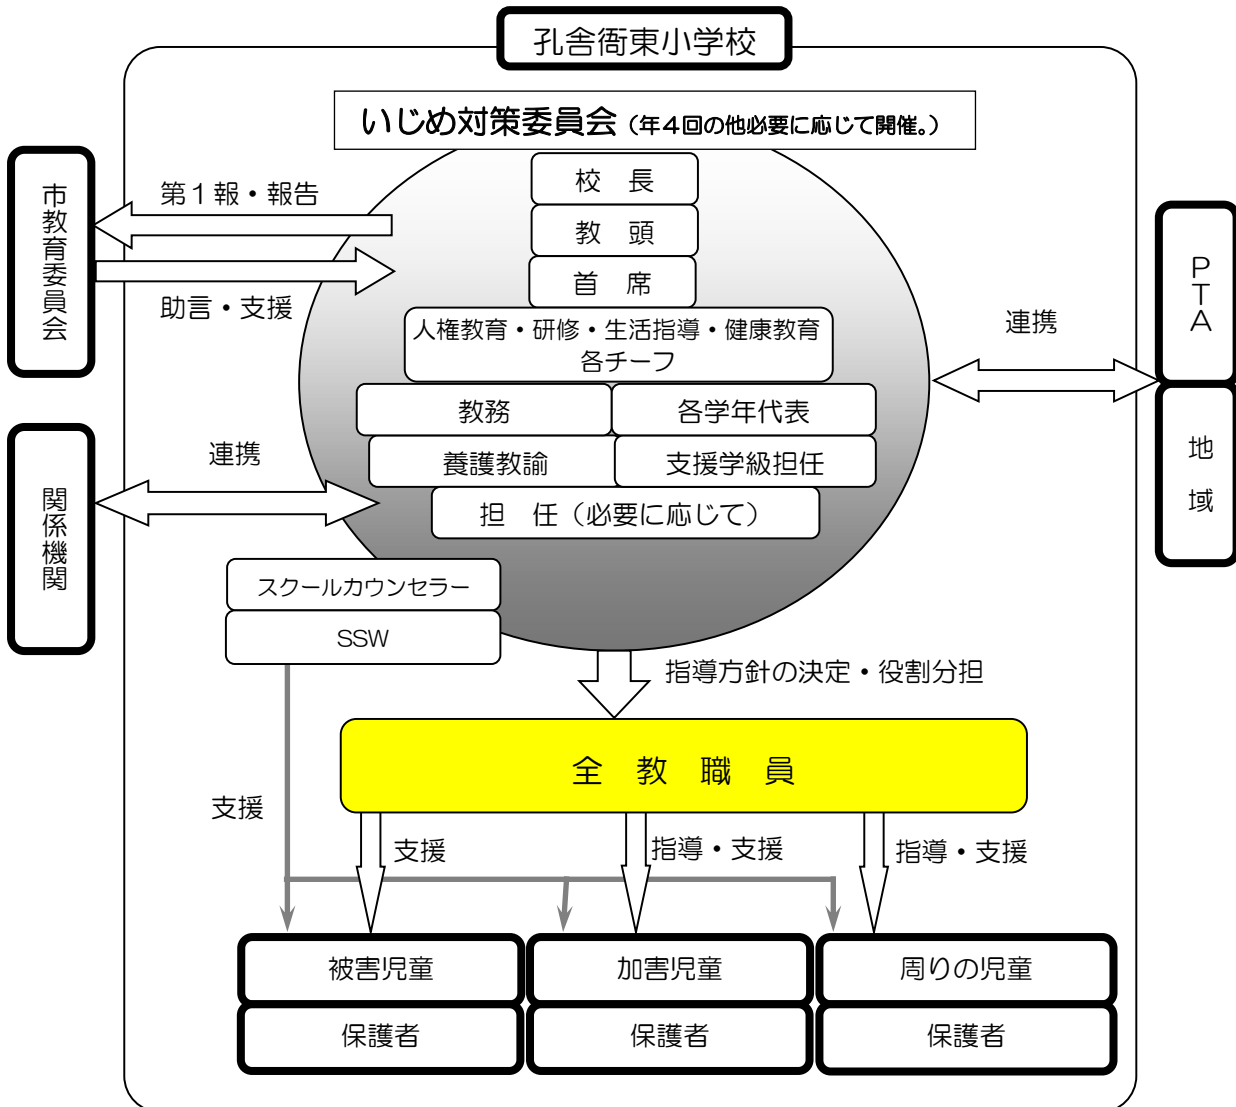 孔舎衙東小学校
いじめ対策委員会（年４回の他必要に応じて開催。）
校　長
教　頭
首　席
人権教育・研修・生活指導・健康教育
各チーフ
教務
各学年代表
養護教諭
支援学級担任
担　任（必要に応じて）
市教育委員会
第１報・報告
助言・支援
関係機関
連携
ＰＴＡ
地　域
連携
スクールカウンセラー
SSW
指導方針の決定・役割分担
全　教　職　員
支援
支援
指導・支援
指導・支援
被害児童
保護者
加害児童
保護者
周りの児童
保護者